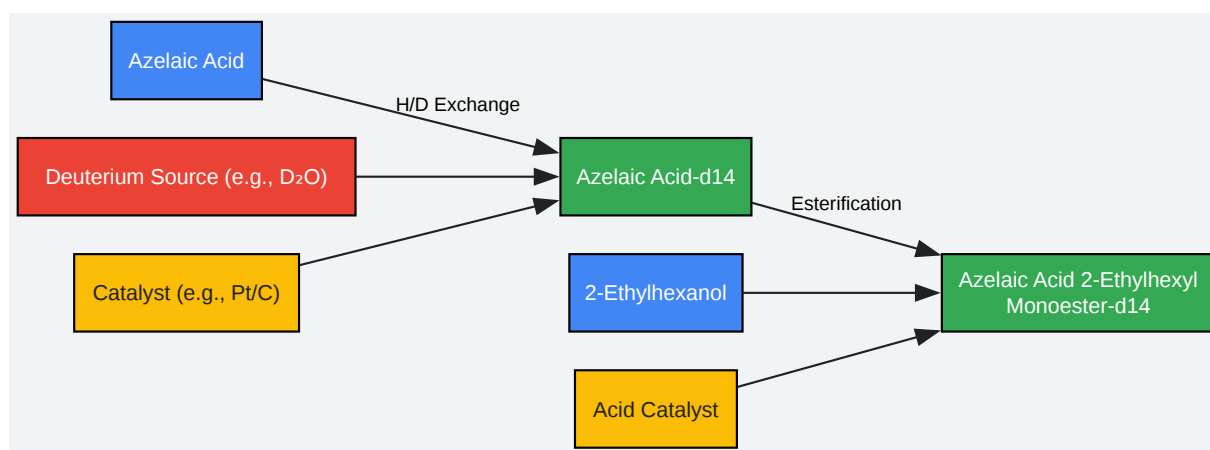 Azelaic Acid
H/D Exchange
Deuterium Source (e.g., D₂O)
Azelaic Acid-d14
Esterification
Catalyst (e.g., Pt/C)
2-Ethylhexanol
Azelaic Acid 2-Ethylhexyl
Monoester-d14
Acid Catalyst